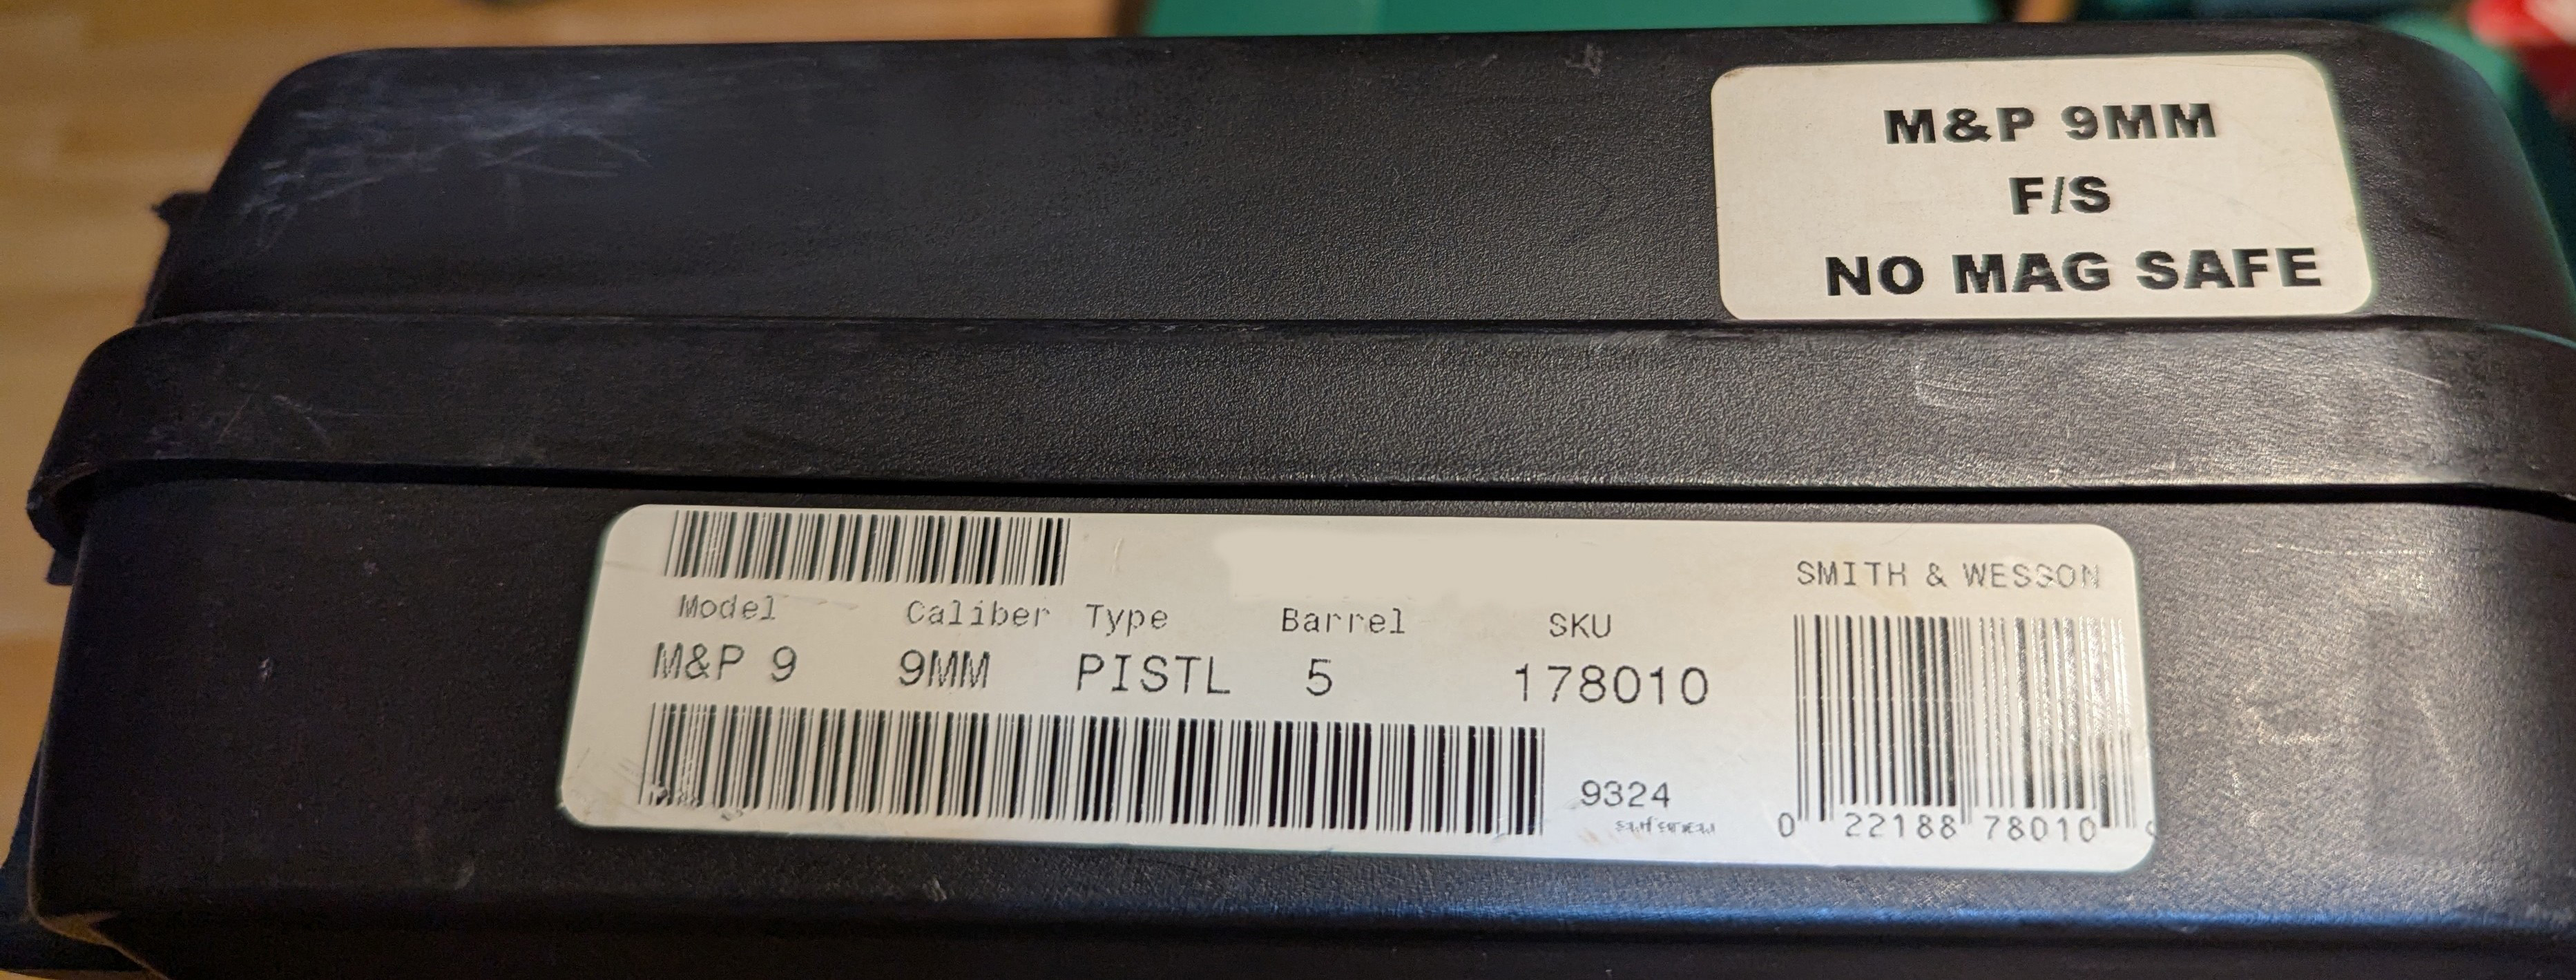 M&P 9MM
F/S
NO MAG SAFE
SMITH & WESSON
Model Caliber Type Barrel SKU
M&P 9 9MM PISTL 5 178010
9324
0 22188 78010